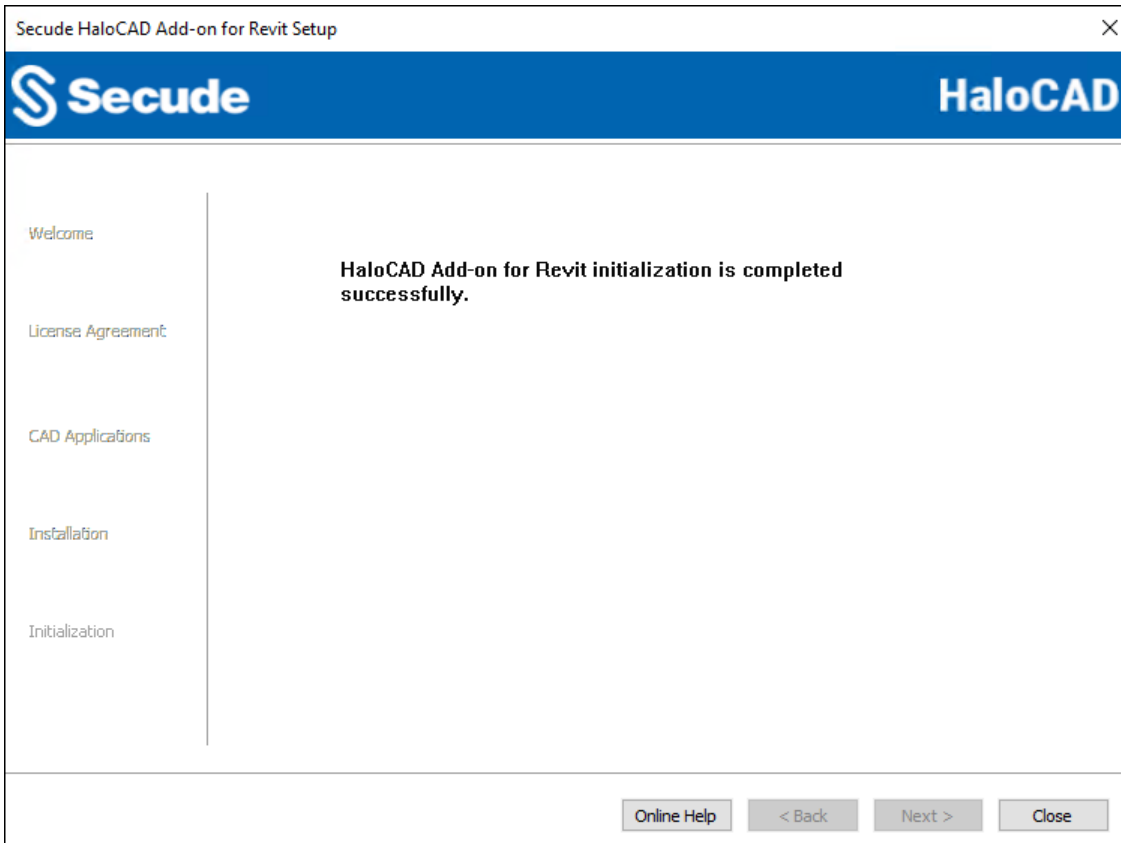 Secude HaloCAD Add-on for Revit Setup
Secude
HaloCAD
Welcome
License Agreement
CAD Applications
Installation
Initialization
HaloCAD Add-on for Revit initialization is completed
successfully.
Online Help
< Back
Next >
Close